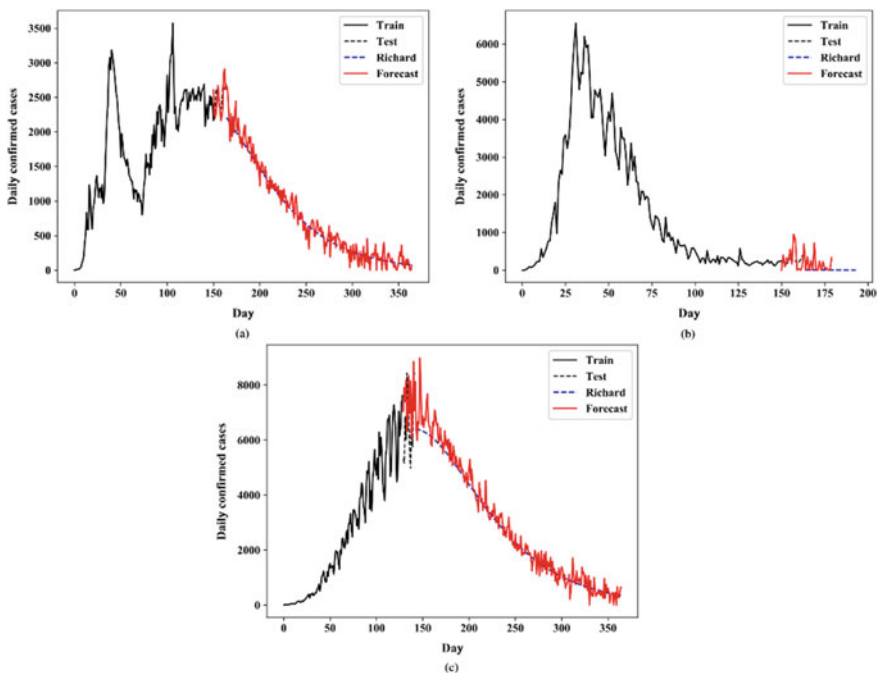 3500
3000
2500
2000
1500
1000
500
0
Daily confirmed cases
0 50 100 150 200 250 300 350
Day
Train
Test
Richard
Forecast
(a)
6000
5000
4000
3000
2000
1000
0
Daily confirmed cases
0 25 50 75 100 125 150 175 200
Day
Train
Test
Richard
Forecast
(b)
8000
6000
4000
2000
0
Daily confirmed cases
0 50 100 150 200 250 300 350
Day
Train
Test
Richard
Forecast
(c)